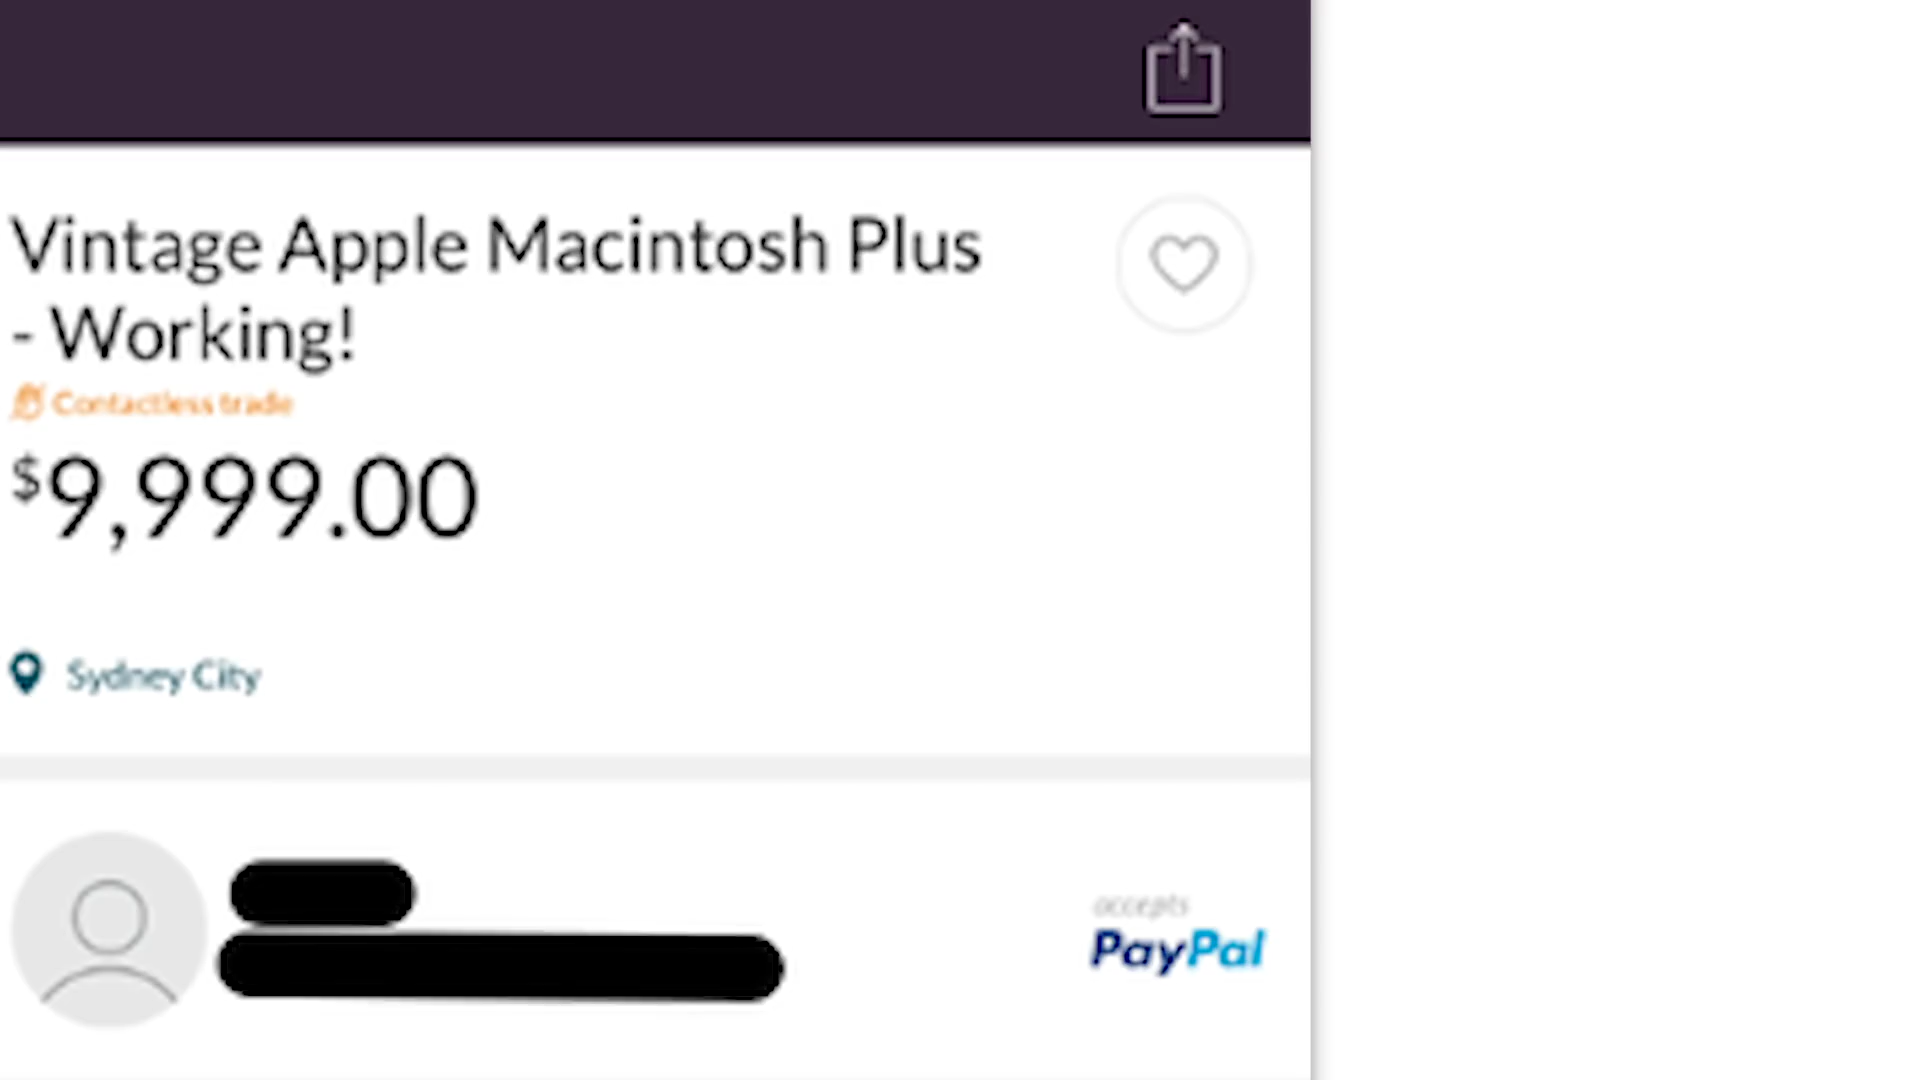 Vintage Apple Macintosh Plus
- Working!
Contactless trade
$9,999.00
Sydney City
accepts
PayPal